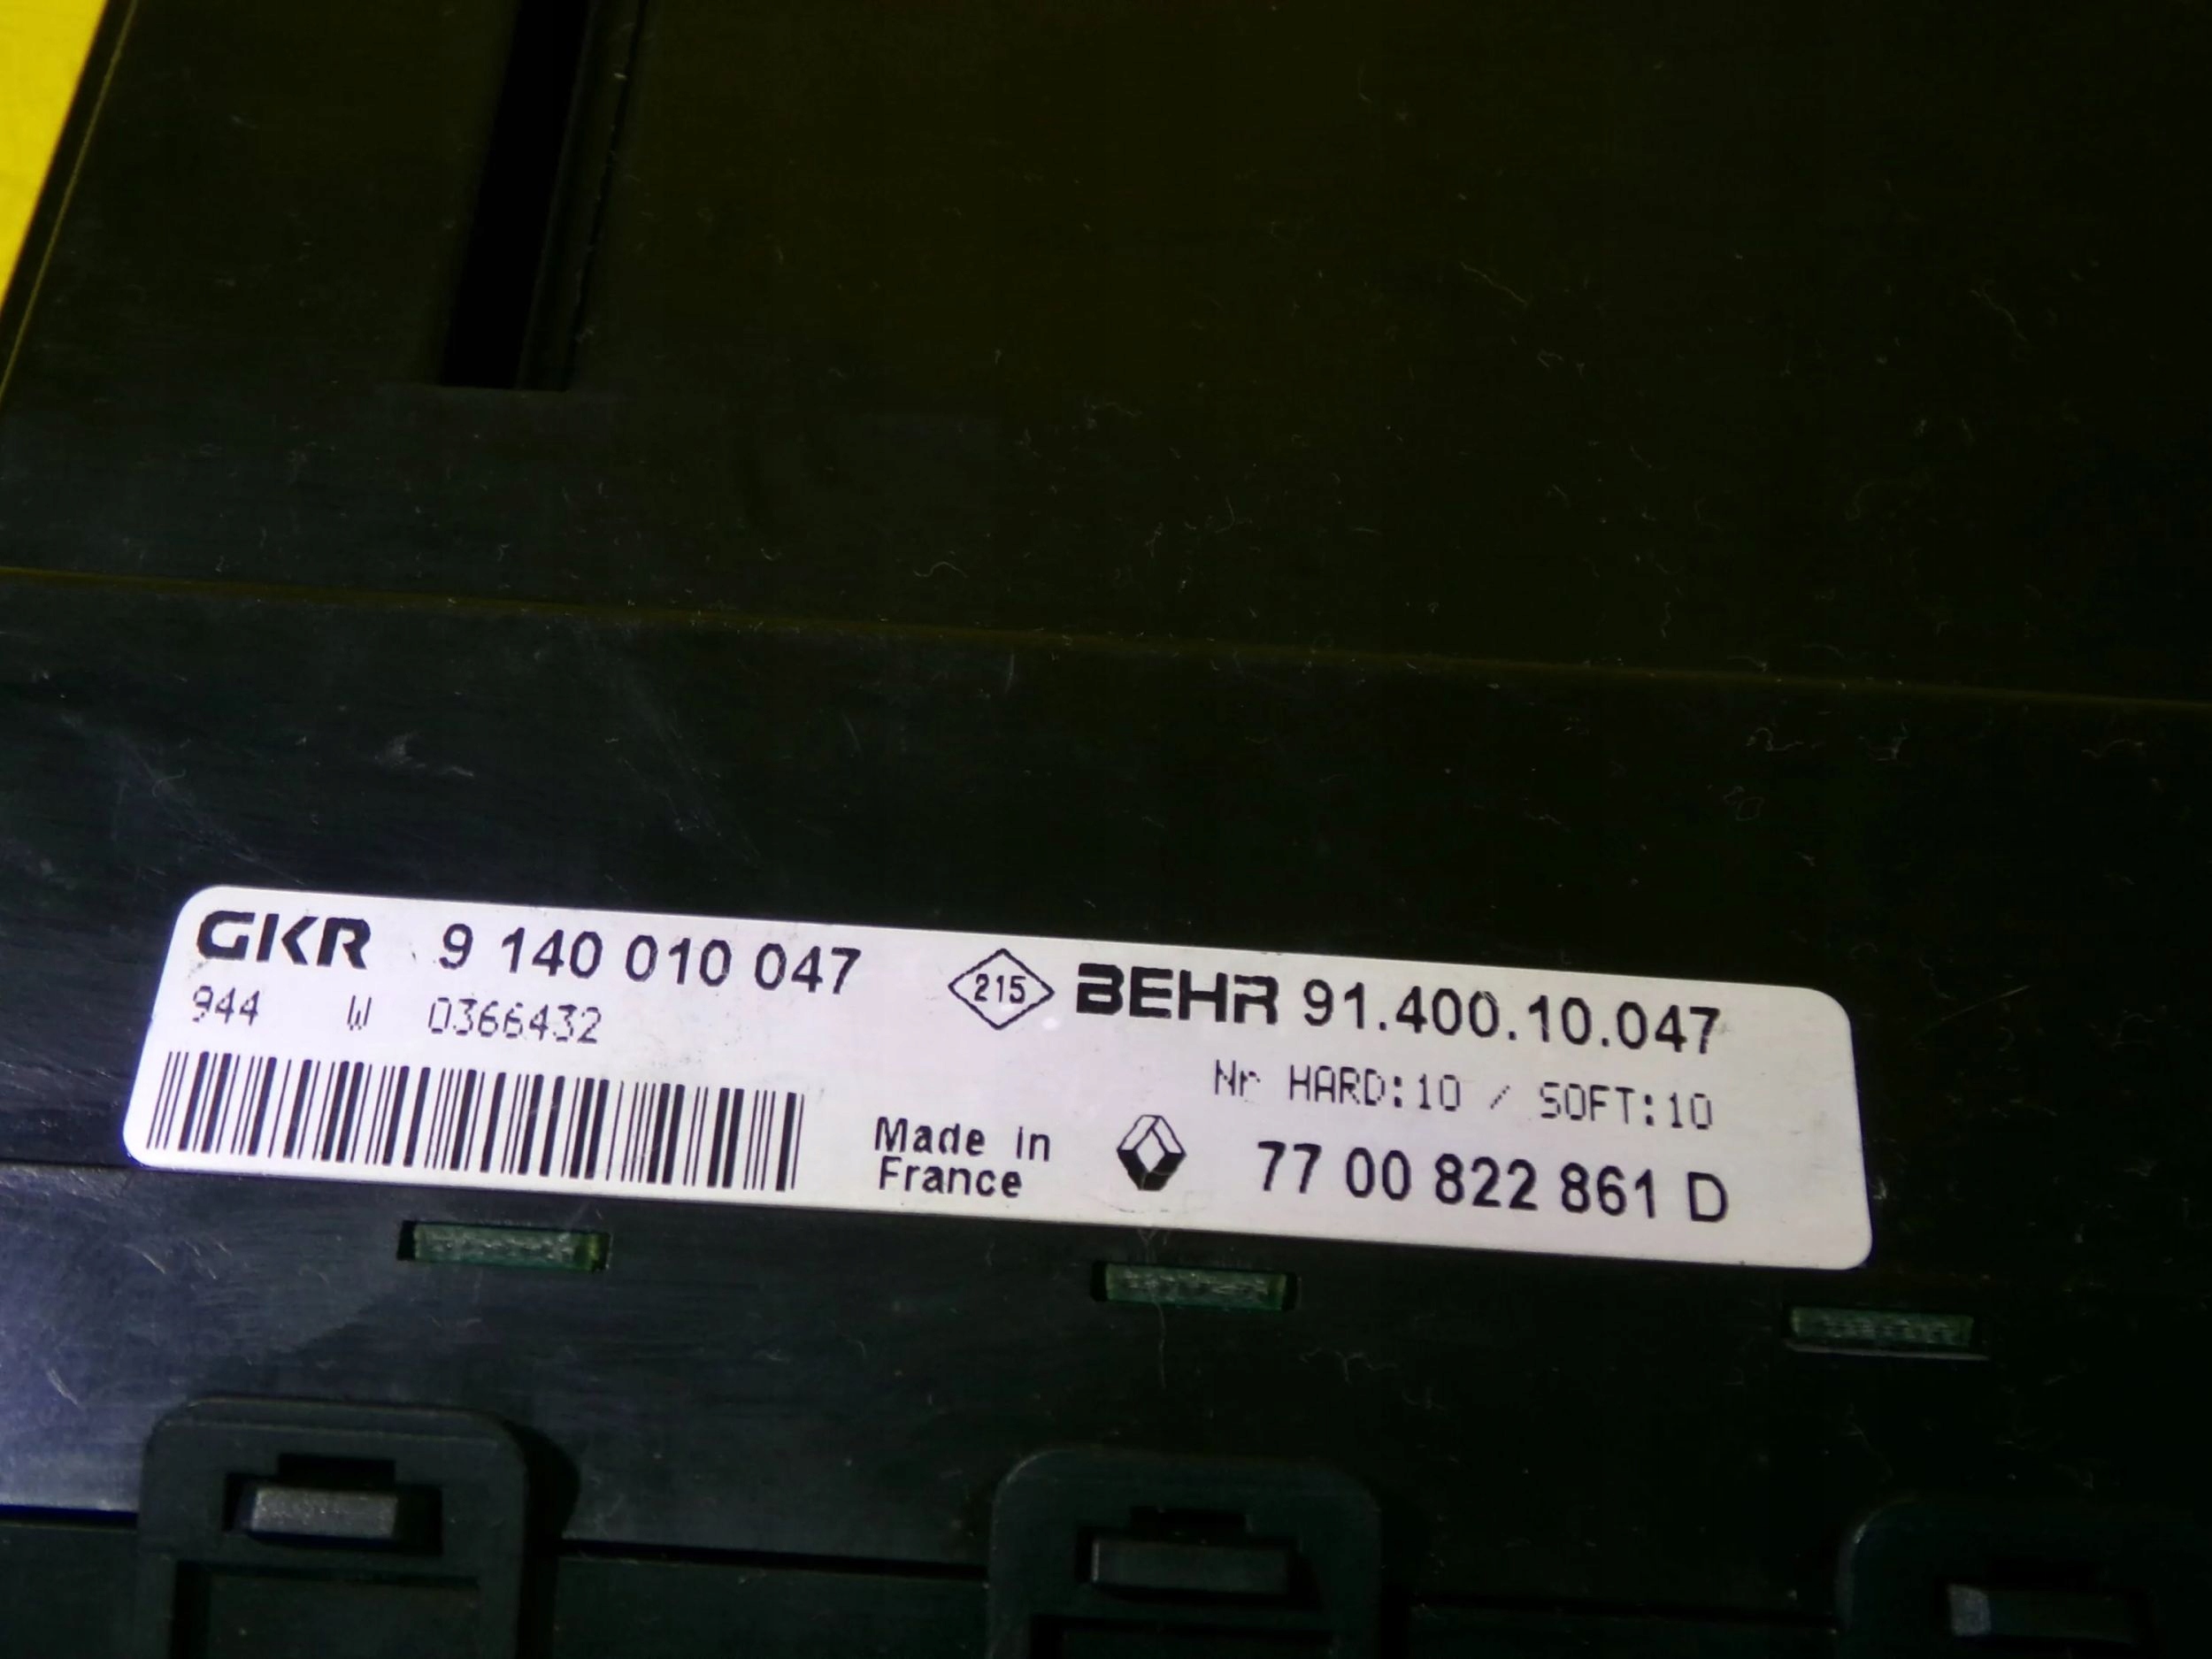 GKR 9 140 010 047
944 W 0366432
215 BEHR 91.400.10.047
Nr HARD:10 / SOFT:10
Made in
France
77 00 822 861 D